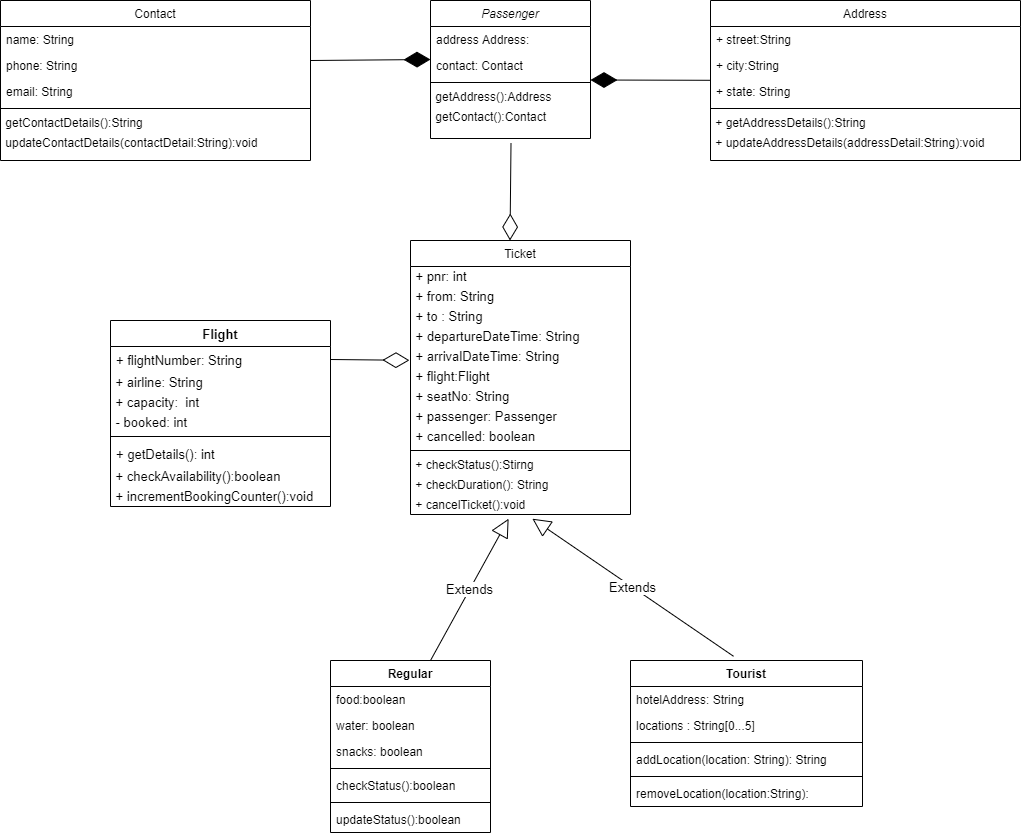 Contact
name: String
phone: String
email: String
getContactDetails():String
updateContactDetails(contactDetail:String):void
Passenger
address Address:
contact: Contact
getAddress():Address
getContact():Contact
Address
+ street:String
+ city:String
+ state: String
+ getAddressDetails():String
+ updateAddressDetails(addressDetail:String):void
Ticket
+ pnr: int
+ from: String
+ to : String
+ departureDateTime: String
+ arrivalDateTime: String
+ flight:Flight
+ seatNo: String
+ passenger: Passenger
+ cancelled: boolean
+ checkStatus():Stirng
+ checkDuration(): String
+ cancelTicket():void
Flight
+ flightNumber: String
+ airline: String
+ capacity:  int
- booked: int
+ getDetails(): int
+ checkAvailability():boolean
+ incrementBookingCounter():void
Extends
Extends
Regular
food:boolean
water: boolean
snacks: boolean
checkStatus():boolean
updateStatus():boolean
Tourist
hotelAddress: String
locations : String[0...5]
addLocation(location: String): String
removeLocation(location:String):